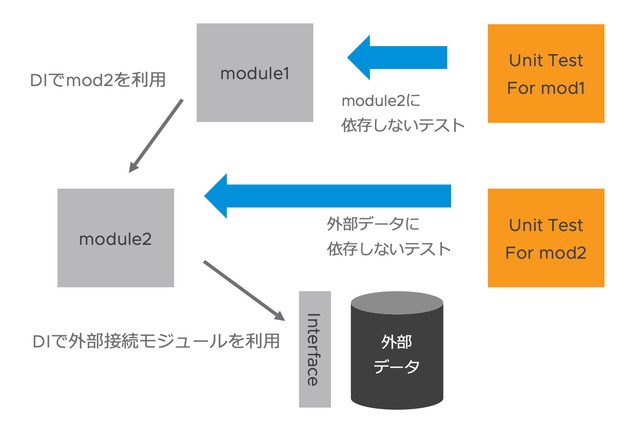 module1
Unit Test
For mod1
DIでmod2を利用
module2に
依存しないテスト
module2
Unit Test
For mod2
外部データに
依存しないテスト
DIで外部接続モジュールを利用
Interface
外部
データ